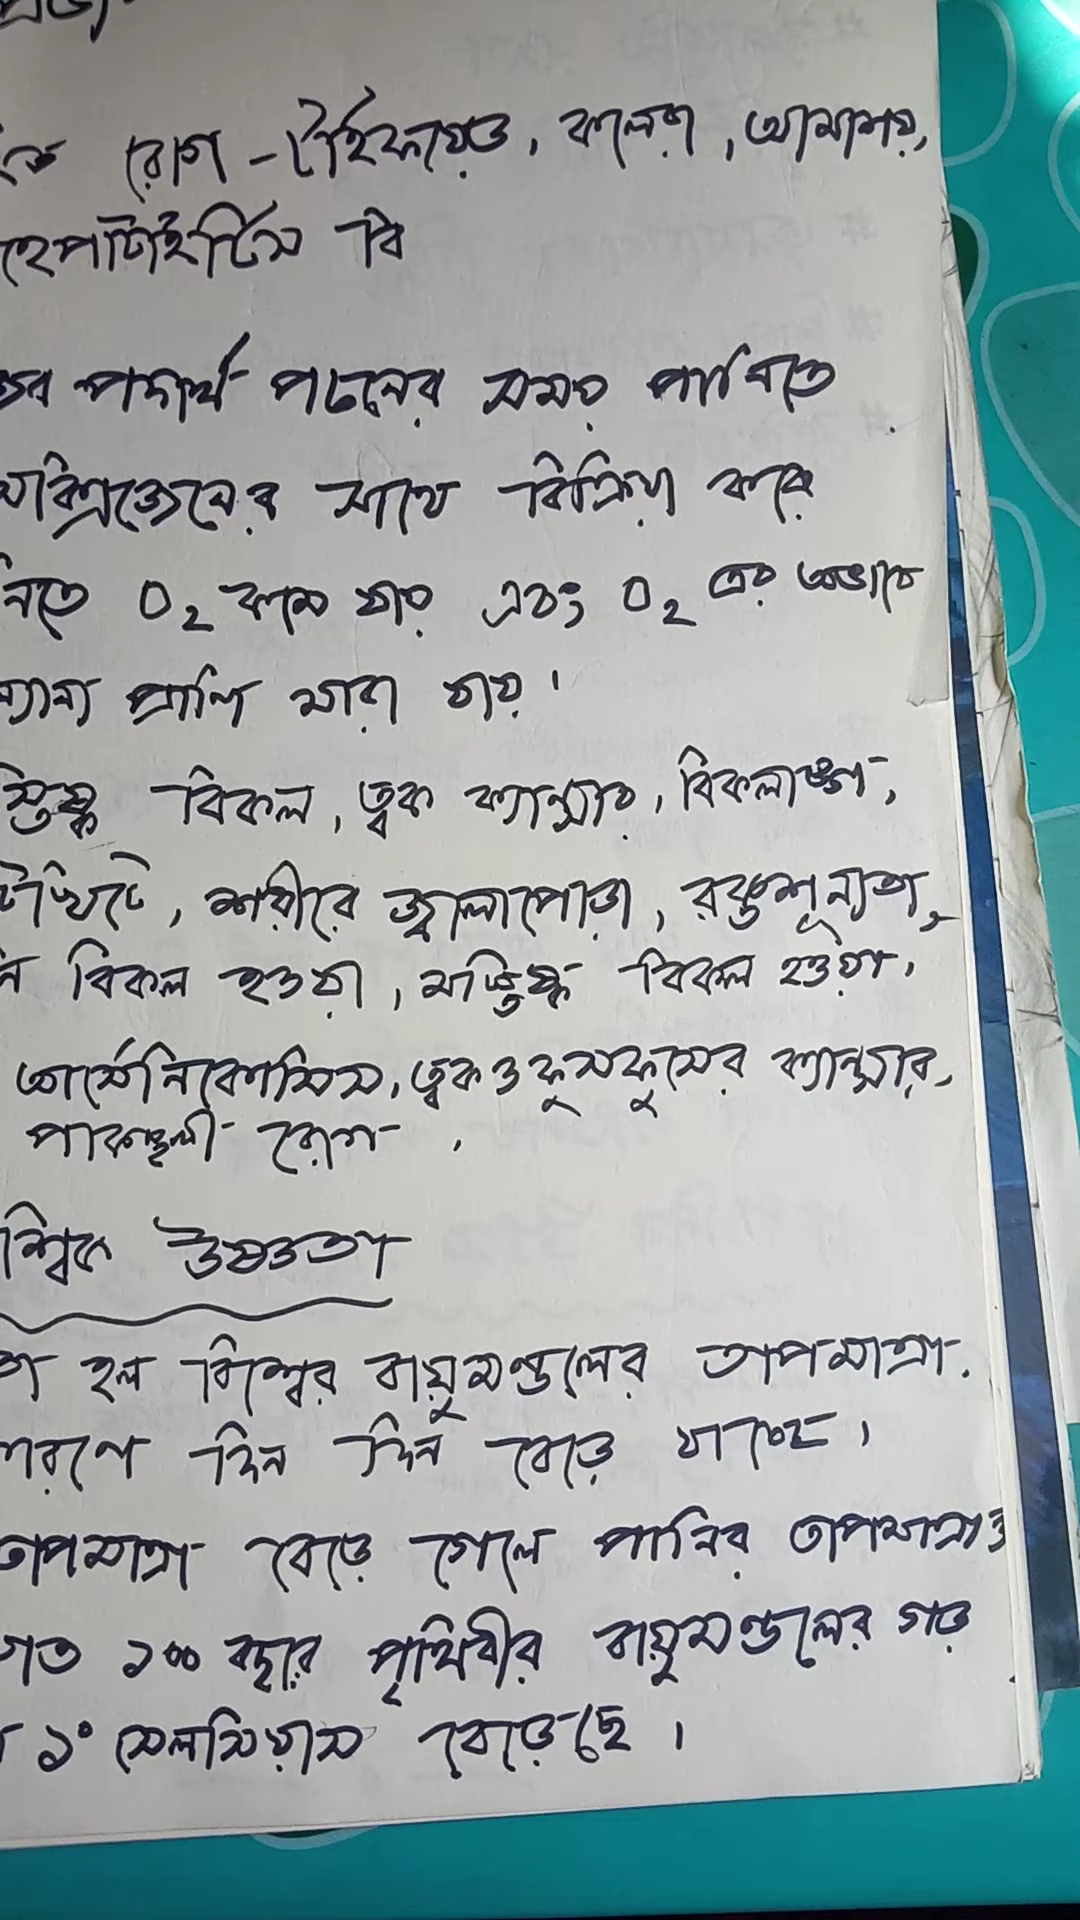 রোগ - টাইফয়েড, কলেরা, আমাশয়,
হেপাটাইটিস বি
পদার্থ পচনের সময় পানিতে
সাথে বিক্রিয়া করে
নিতে O₂ কমে যায় এবং O₂ এর অভাবে
প্রাণি মারা যায়।
বিকল, ত্বক ক্যান্সার, বিকলাঙ্গ,
শরীরে জ্বালাপোড়া, রক্তশূন্যতা,
বিকল হওয়া, মস্তিষ্ক বিকল হওয়া,
আর্সেনিকোসিস, ত্বক ও ফুসফুসের ক্যান্সার,
পাকস্থলী রোগ,
শ্বিক উষ্ণতা
হল বিশ্বের বায়ুমণ্ডলের তাপমাত্রা.
দিন দিন বেড়ে যাচ্ছে।
তাপমাত্রা বেড়ে গেলে পানির তাপমাত্রাও
গত ১০০ বছরে পৃথিবীর বায়ুমণ্ডলের গড়
১° সেলসিয়াস বেড়েছে।